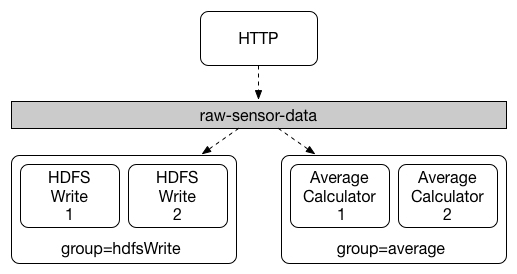 HTTP
raw-sensor-data
HDFS
Write
1
HDFS
Write
2
group=hdfsWrite
Average
Calculator
1
Average
Calculator
2
group=average